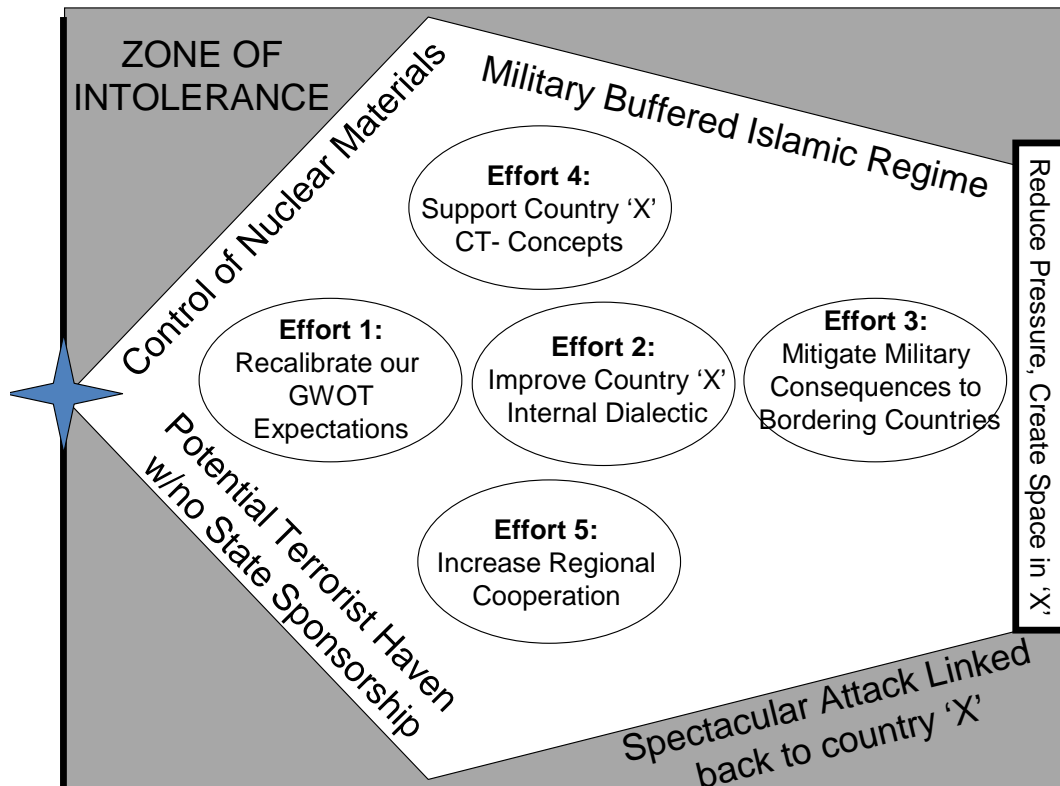 ZONE OF
INTOLERANCE
Control of Nuclear Materials
Military Buffered Islamic Regime
Effort 4:
Support Country ‘X’
CT- Concepts
Effort 1:
Recalibrate our
GWOT
Expectations
Effort 2:
Improve Country ‘X’
Internal Dialectic
Effort 3:
Mitigate Military
Consequences to
Bordering Countries
Reduce Pressure, Create Space in ‘X’
Effort 5:
Increase Regional
Cooperation
Potential Terrorist Haven
w/no State Sponsorship
Spectacular Attack Linked
back to country ‘X’